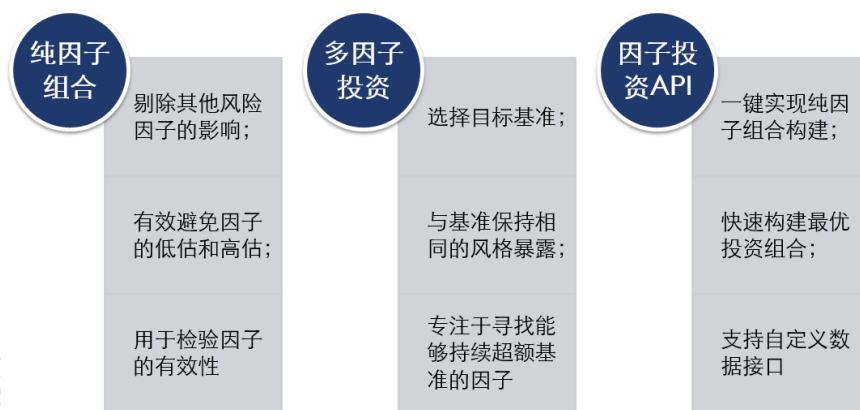 纯因子
组合
剔除其他风险
因子的影响；
有效避免因子
的低估和高估；
用于检验因子
的有效性
多因子
投资
选择目标基准；
与基准保持相
同的风格暴露；
专注于寻找能
够持续超额基
准的因子
因子投
资API
一键实现纯因
子组合构建；
快速构建最优
投资组合；
支持自定义数
据接口